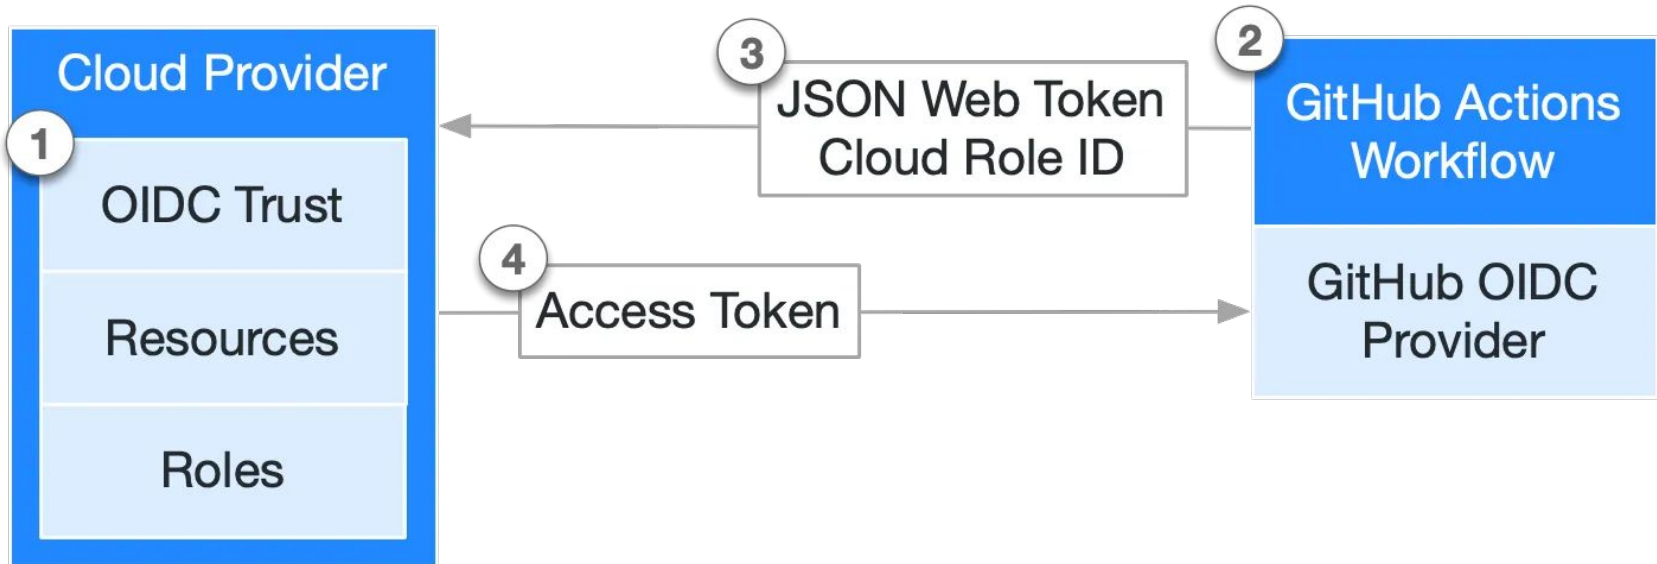 Cloud Provider
1
OIDC Trust
Resources
Roles
3
JSON Web Token
Cloud Role ID
4
Access Token
2
GitHub Actions
Workflow
GitHub OIDC
Provider